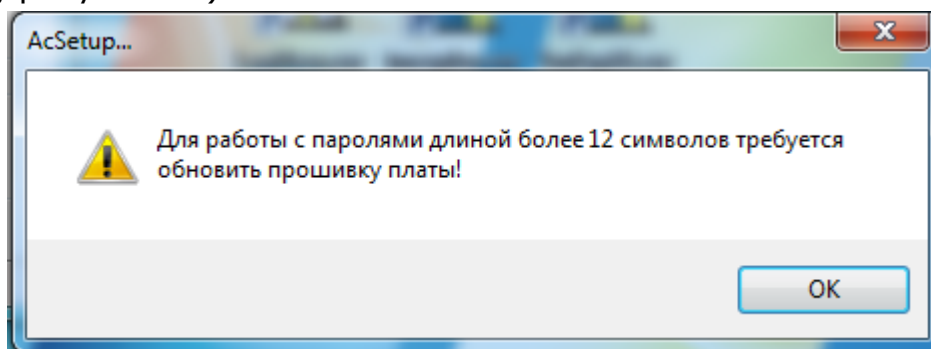 AcSetup...
Для работы с паролями длиной более 12 символов требуется
обновить прошивку платы!
OK